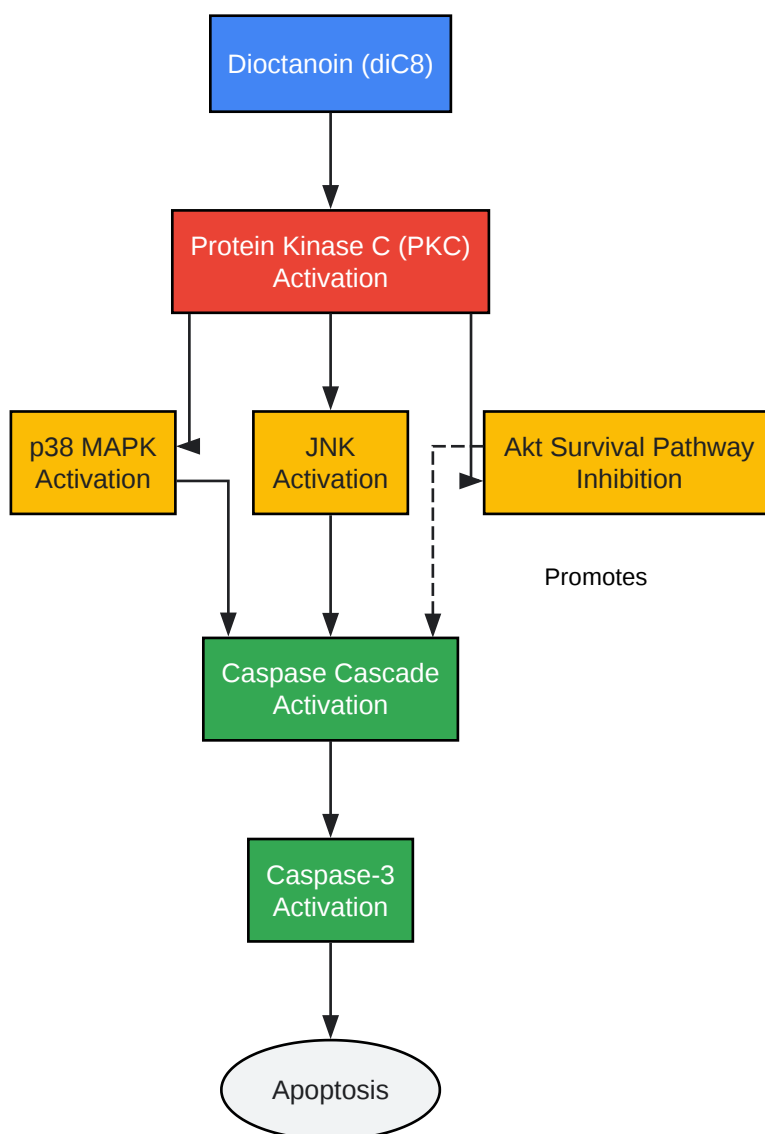 Dioctanoin (diC8)
Protein Kinase C (PKC)
Activation
p38 MAPK
Activation
JNK
Activation
Akt Survival Pathway
Inhibition
Promotes
Caspase Cascade
Activation
Caspase-3
Activation
Apoptosis